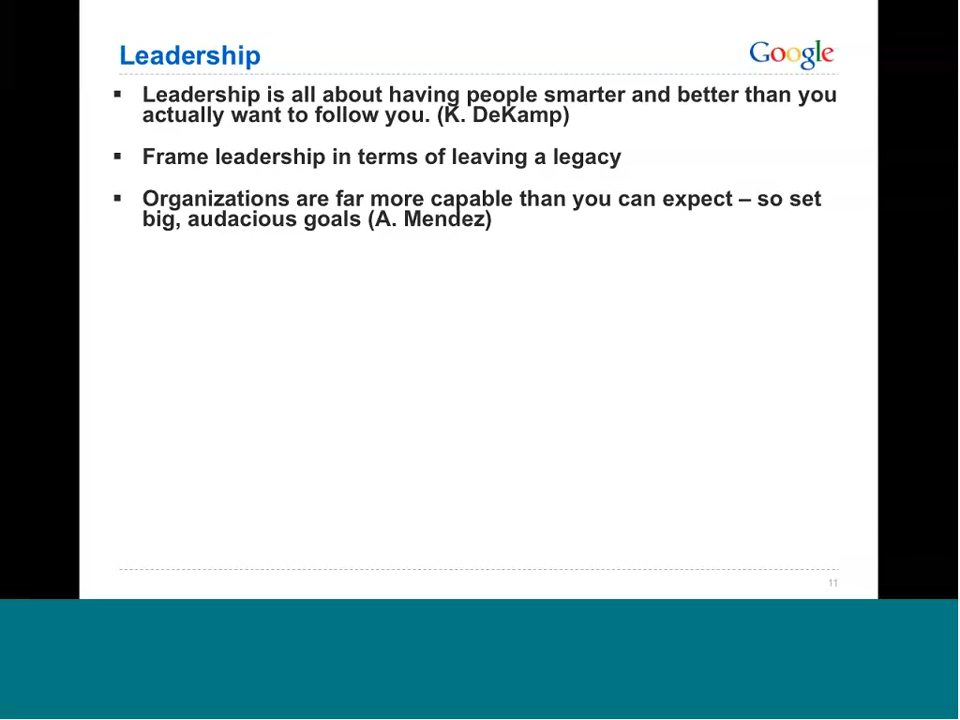 Leadership
Google
▪ Leadership is all about having people smarter and better than you
actually want to follow you. (K. DeKamp)
▪ Frame leadership in terms of leaving a legacy
▪ Organizations are far more capable than you can expect – so set
big, audacious goals (A. Mendez)
11